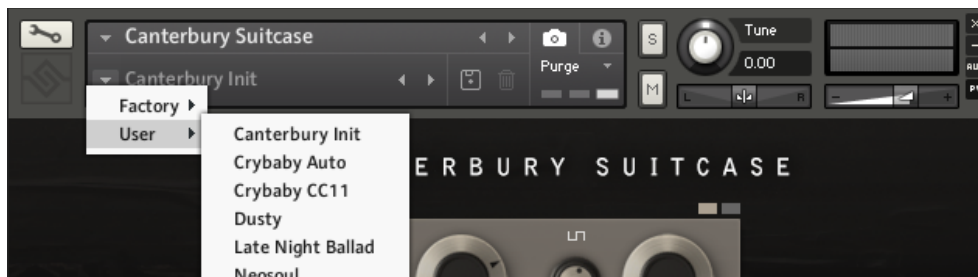 Canterbury Suitcase
S
Tune
Canterbury Init
Purge
0.00
M
L
R
-
+
Factory
User
Canterbury Init
Crybaby Auto
Crybaby CC11
Dusty
Late Night Ballad
Neosoul
ERBURY SUITCASE